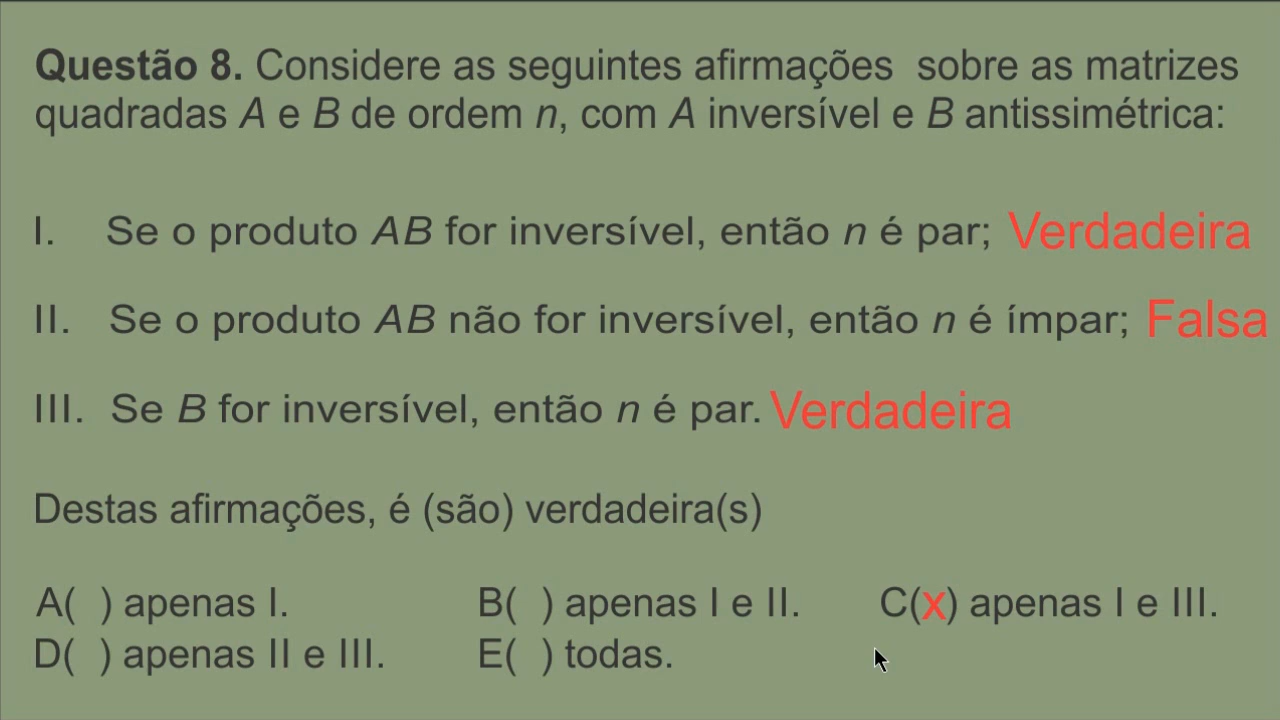 Questão 8. Considere as seguintes afirmações sobre as matrizes
quadradas A e B de ordem n, com A inversível e B antissimétrica:
I. Se o produto AB for inversível, então n é par; Verdadeira
II. Se o produto AB não for inversível, então n é ímpar; Falsa
III. Se B for inversível, então n é par. Verdadeira
Destas afirmações, é (são) verdadeira(s)
A( ) apenas I. B( ) apenas I e II. C(x) apenas I e III.
D( ) apenas II e III. E( ) todas.